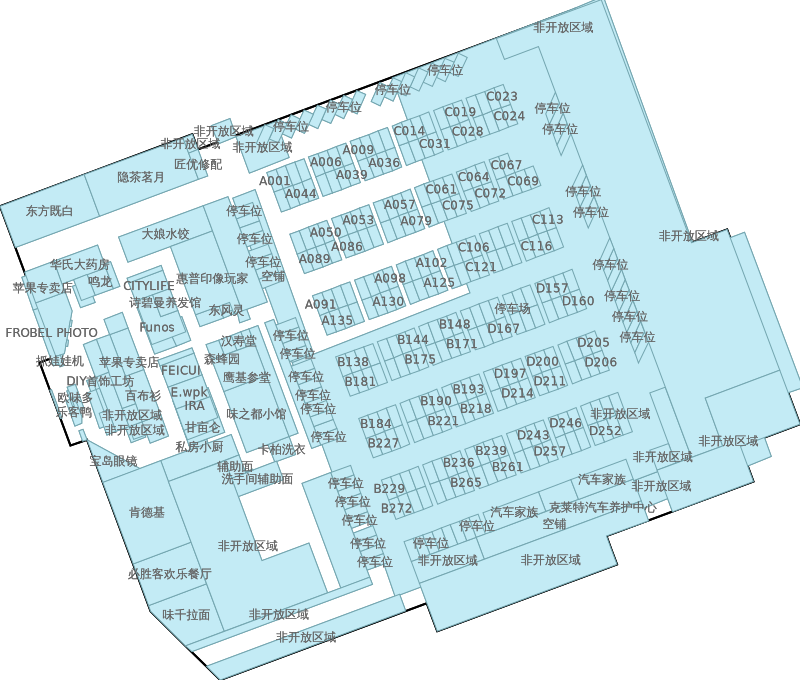 非开放区域
停车位
停车位
停车位
C023
C019
停车位
C024
停车位
非开放区域
C014
C028
停车位
非开放区域
非开放区域
C031
A009
A006
A036
匠优修配
C067
隐茶茗月
A039
C064
A001
C069
A044
C061
C072
停车位
东方既白
停车位
A057
C075
停车位
A053
A079
C113
大娘水饺
A050
停车位
A086
C106
C116
非开放区域
A089
A102
C121
停车位
华氏大药房
停车位
惠普印像玩家
空铺
A098
A125
鸣龙
CITYLIFE
苹果专卖店
D157
停车位
诗碧曼养发馆
A091
A130
D160
东风灵
停车场
A135
停车位
Funos
B148
D167
FROBEL PHOTO
停车位
停车位
汉寿堂
B144
B171
D205
停车位
森蜂园
B138
B175
D200
D206
苹果专卖店
FEICUI
D197
鹰基参堂
停车位
B181
D211
DIY首饰工坊
E.wpk
B193
D214
欧味多
百布衫
停车位
IRA
B190
B218
乐客鸭
非开放区域
味之都小馆
停车位
B184
B221
D246
非开放区域
非开放区域
甘亩仑
停车位
B227
D243
D252
非开放区域
私房小厨
卡柏洗衣
B239
D257
宝岛眼镜
辅助面
B236
B261
非开放区域
洗手间辅助面
停车位
B229
B265
汽车家族
非开放区域
停车位
B272
克莱特汽车养护中心
肯德基
停车位
汽车家族
停车位
空铺
非开放区域
停车位
停车位
停车位
非开放区域
非开放区域
必胜客欢乐餐厅
味千拉面
非开放区域
非开放区域